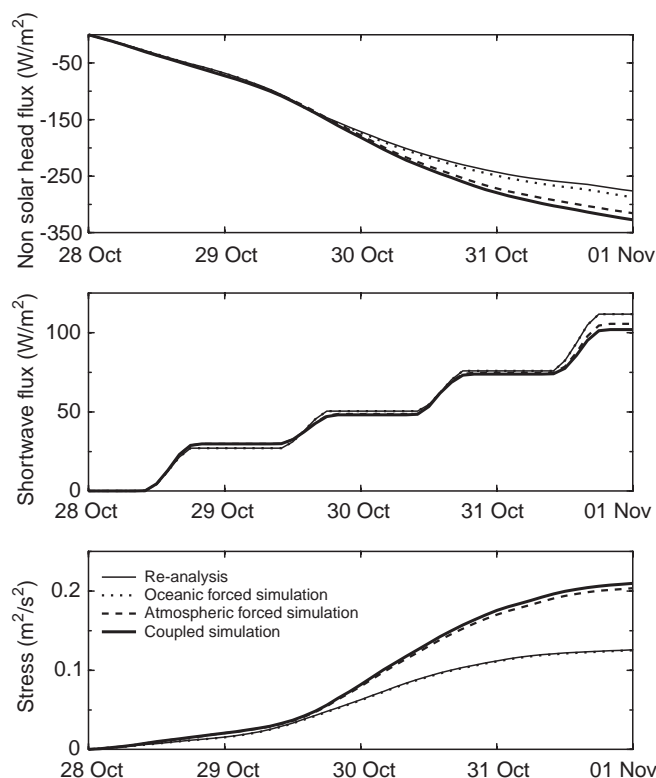 Non solar head flux (W/m²)
-50
-150
-250
-350
28 Oct
29 Oct
30 Oct
31 Oct
01 Nov
Shortwave flux (W/m²)
100
50
0
28 Oct
29 Oct
30 Oct
31 Oct
01 Nov
Stress (m²/s²)
0.2
0.1
0
Re-analysis
Oceanic forced simulation
Atmospheric forced simulation
Coupled simulation
28 Oct
29 Oct
30 Oct
31 Oct
01 Nov